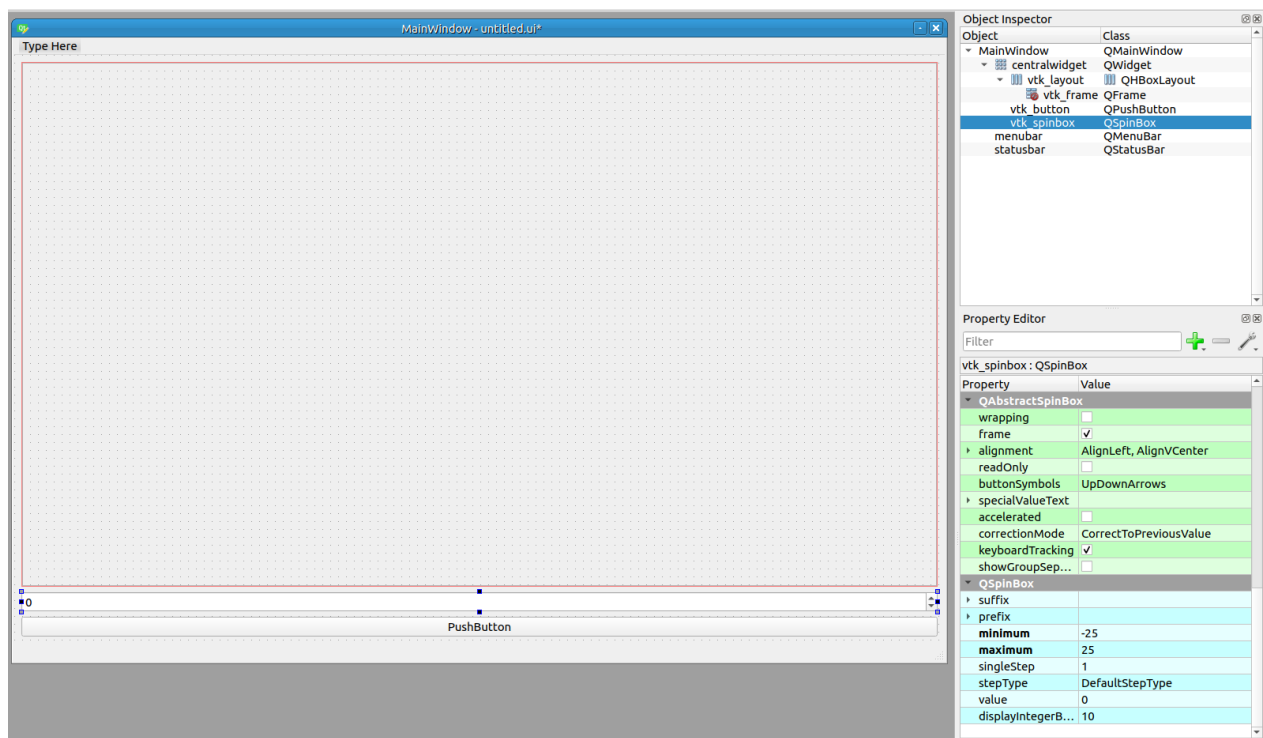 MainWindow - untitled.ui*
Type Here
0
PushButton
Object Inspector
Object Class
MainWindow QMainWindow
centralwidget QWidget
vtk_layout QHBoxLayout
vtk_frame QFrame
vtk_button QPushButton
vtk_spinbox QSpinBox
menubar QMenuBar
statusbar QStatusBar
Property Editor
Filter
vtk_spinbox : QSpinBox
Property Value
QAbstractSpinBox
wrapping
frame
alignment AlignLeft, AlignVCenter
readOnly
buttonSymbols UpDownArrows
specialValueText
accelerated
correctionMode CorrectToPreviousValue
keyboardTracking
showGroupSep...
QSpinBox
suffix
prefix
minimum -25
maximum 25
singleStep 1
stepType DefaultStepType
value 0
displayIntegerB... 10